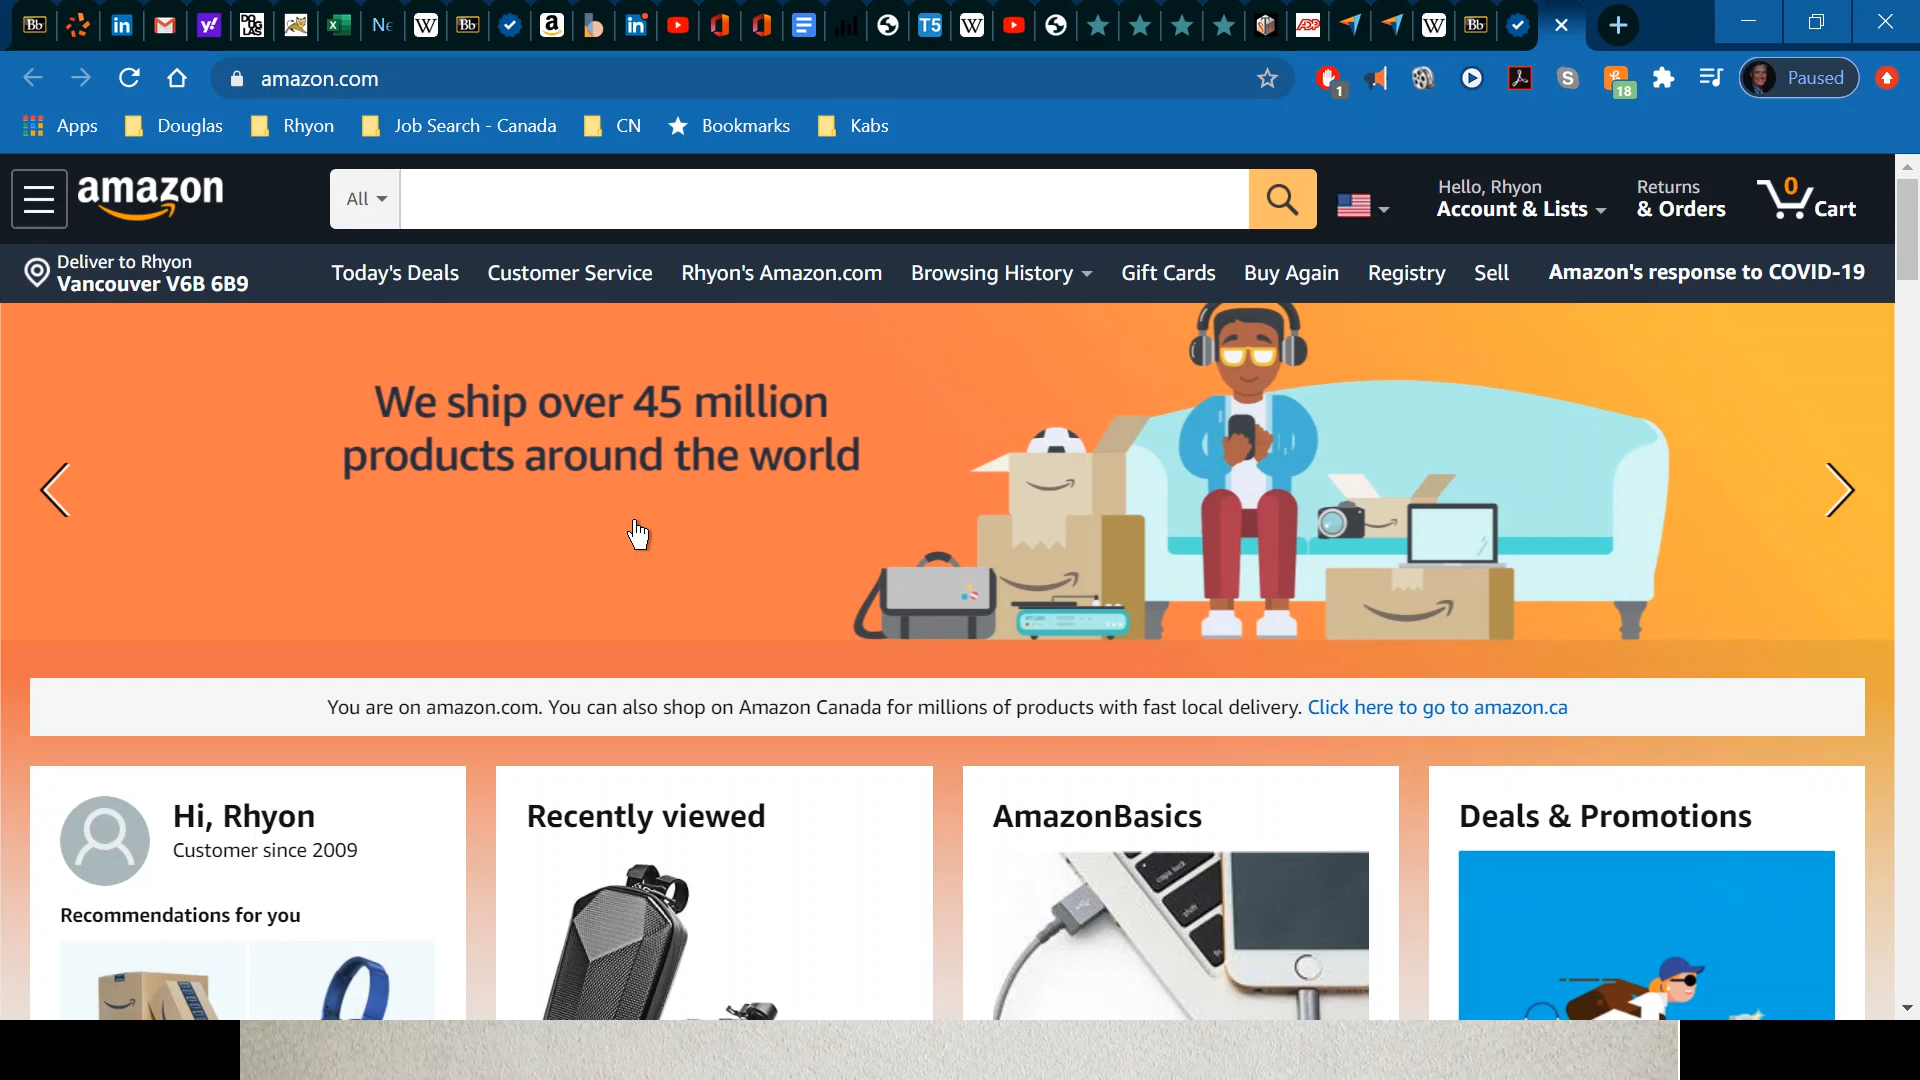 amazon.com
Paused
1
18
Apps
Douglas
Rhyon
Job Search - Canada
CN
Bookmarks
Kabs
amazon
All
Hello, Rhyon
Account & Lists
Returns
& Orders
0
Cart
Deliver to Rhyon
Vancouver V6B 6B9
Today's Deals
Customer Service
Rhyon's Amazon.com
Browsing History
Gift Cards
Buy Again
Registry
Sell
Amazon's response to COVID-19
We ship over 45 million
products around the world
You are on amazon.com. You can also shop on Amazon Canada for millions of products with fast local delivery. Click here to go to amazon.ca
Hi, Rhyon
Customer since 2009
Recommendations for you
Recently viewed
AmazonBasics
Deals & Promotions